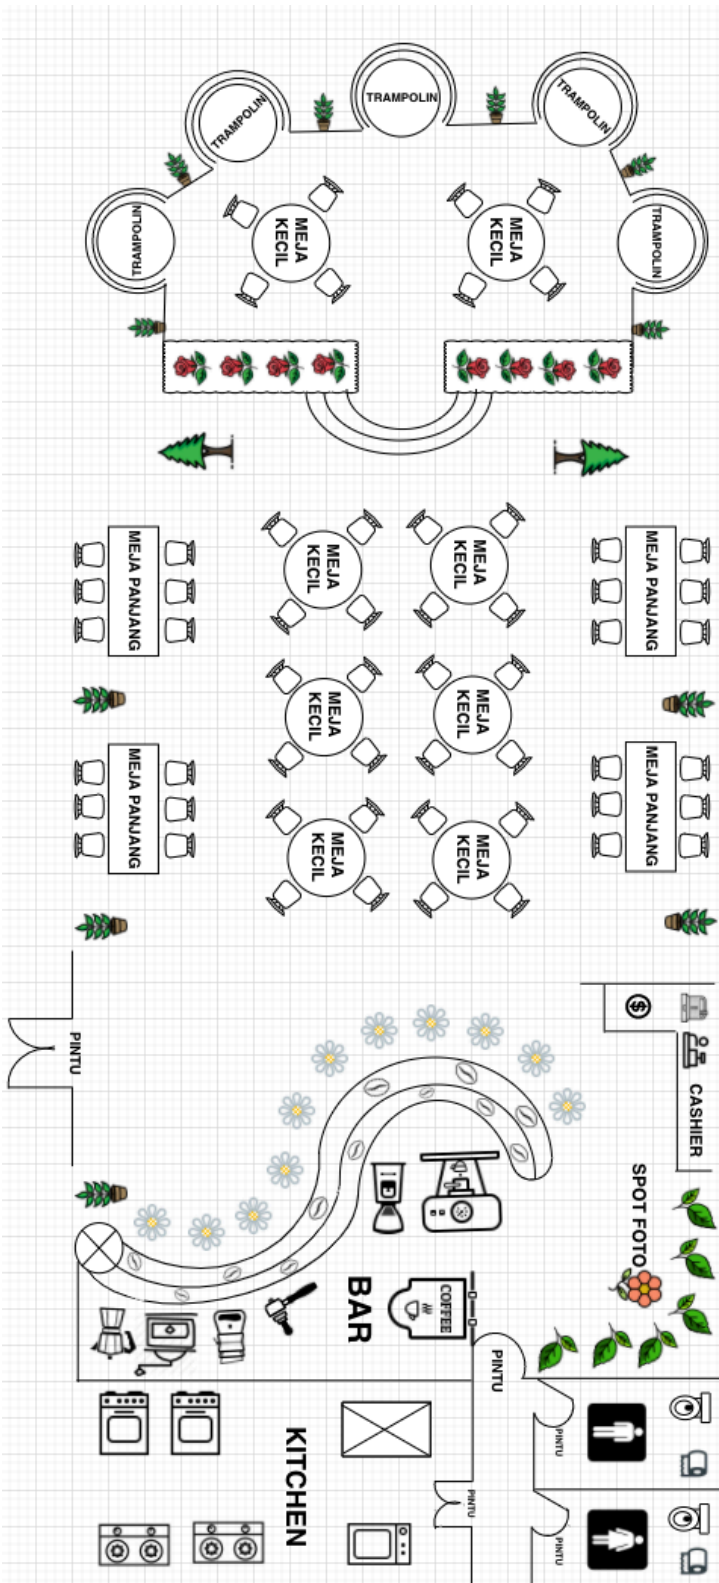 TRAMPOLIN
TRAMPOLIN
TRAMPOLIN
TRAMPOLIN
TRAMPOLIN
MEJA
KECIL
MEJA
KECIL
MEJA PANJANG
MEJA
KECIL
MEJA
KECIL
MEJA PANJANG
MEJA
KECIL
MEJA
KECIL
MEJA PANJANG
MEJA
KECIL
MEJA
KECIL
MEJA PANJANG
$
PINTU
CASHIER
SPOT FOTO
BAR
COFFEE
PINTU
KITCHEN
PINTU
PINTU
PINTU